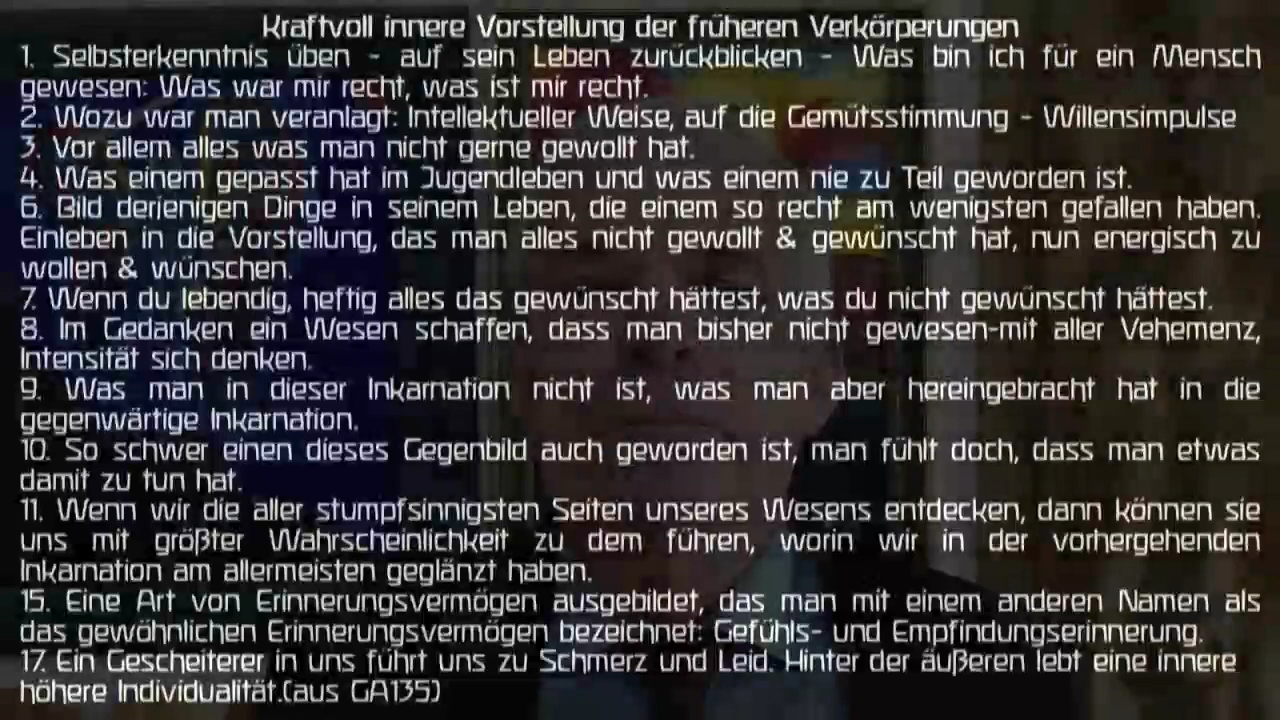 Kraftvoll innere Vorstellung der früheren Verkörperungen
1. Selbsterkenntnis üben - auf sein Leben zurückblicken - Was bin ich für ein Mensch
gewesen: Was war mir recht, was ist mir recht.
2. Wozu war man veranlagt: Intellektueller Weise, auf die Gemütsstimmung - Willensimpulse
3. Vor allem alles was man nicht gerne gewollt hat.
4. Was einem gepasst hat im Jugendleben und was einem nie zu Teil geworden ist.
6. Bild derjenigen Dinge in seinem Leben, die einem so recht am wenigsten gefallen haben.
Einleben in die Vorstellung, das man alles nicht gewollt & gewünscht hat, nun energisch zu
wollen & wünschen.
7. Wenn du lebendig, heftig alles das gewünscht hättest, was du nicht gewünscht hättest.
8. Im Gedanken ein Wesen schaffen, dass man bisher nicht gewesen-mit aller Vehemenz,
Intensität sich denken.
9. Was man in dieser Inkarnation nicht ist, was man aber hereingebracht hat in die
gegenwärtige Inkarnation.
10. So schwer einen dieses Gegenbild auch geworden ist, man fühlt doch, dass man etwas
damit zu tun hat.
11. Wenn wir die aller stumpfsinnigsten Seiten unseres Wesens entdecken, dann können sie
uns mit größter Wahrscheinlichkeit zu dem führen, worin wir in der vorhergehenden
Inkarnation am allermeisten geglänzt haben.
15. Eine Art von Erinnerungsvermögen ausgebildet, das man mit einem anderen Namen als
das gewöhnlichen Erinnerungsvermögen bezeichnet: Gefühls- und Empfindungserinnerung.
17. Ein Gescheiterer in uns führt uns zu Schmerz und Leid. Hinter der äußeren lebt eine innere
höhere Individualität.(aus GA135)